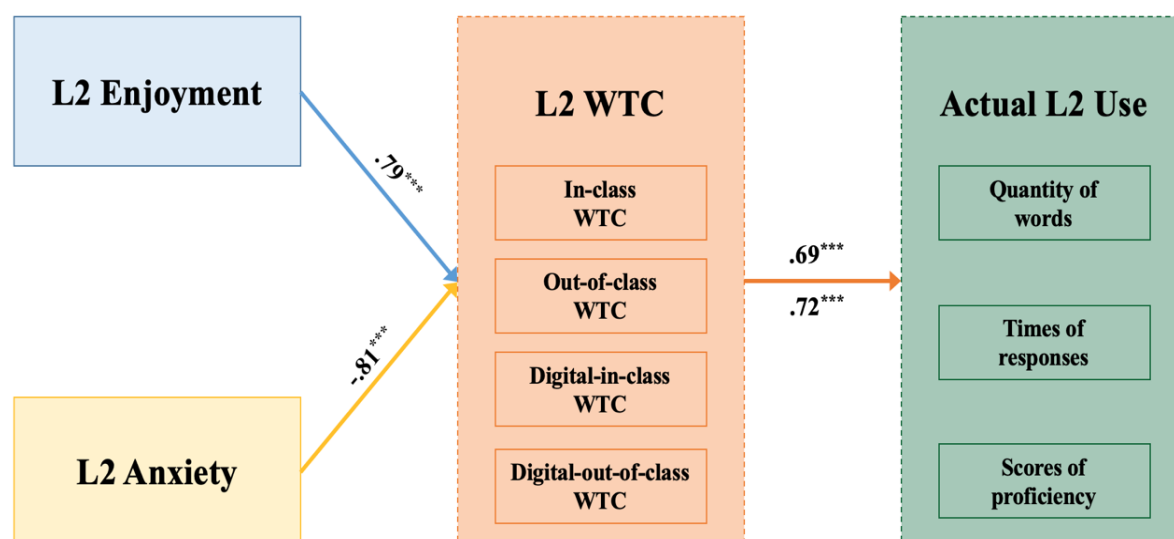 L2 Enjoyment
.79***
-.81***
L2 Anxiety
L2 WTC
In-class
WTC
Out-of-class
WTC
Digital-in-class
WTC
Digital-out-of-class
WTC
.69***
.72***
Actual L2 Use
Quantity of
words
Times of
responses
Scores of
proficiency